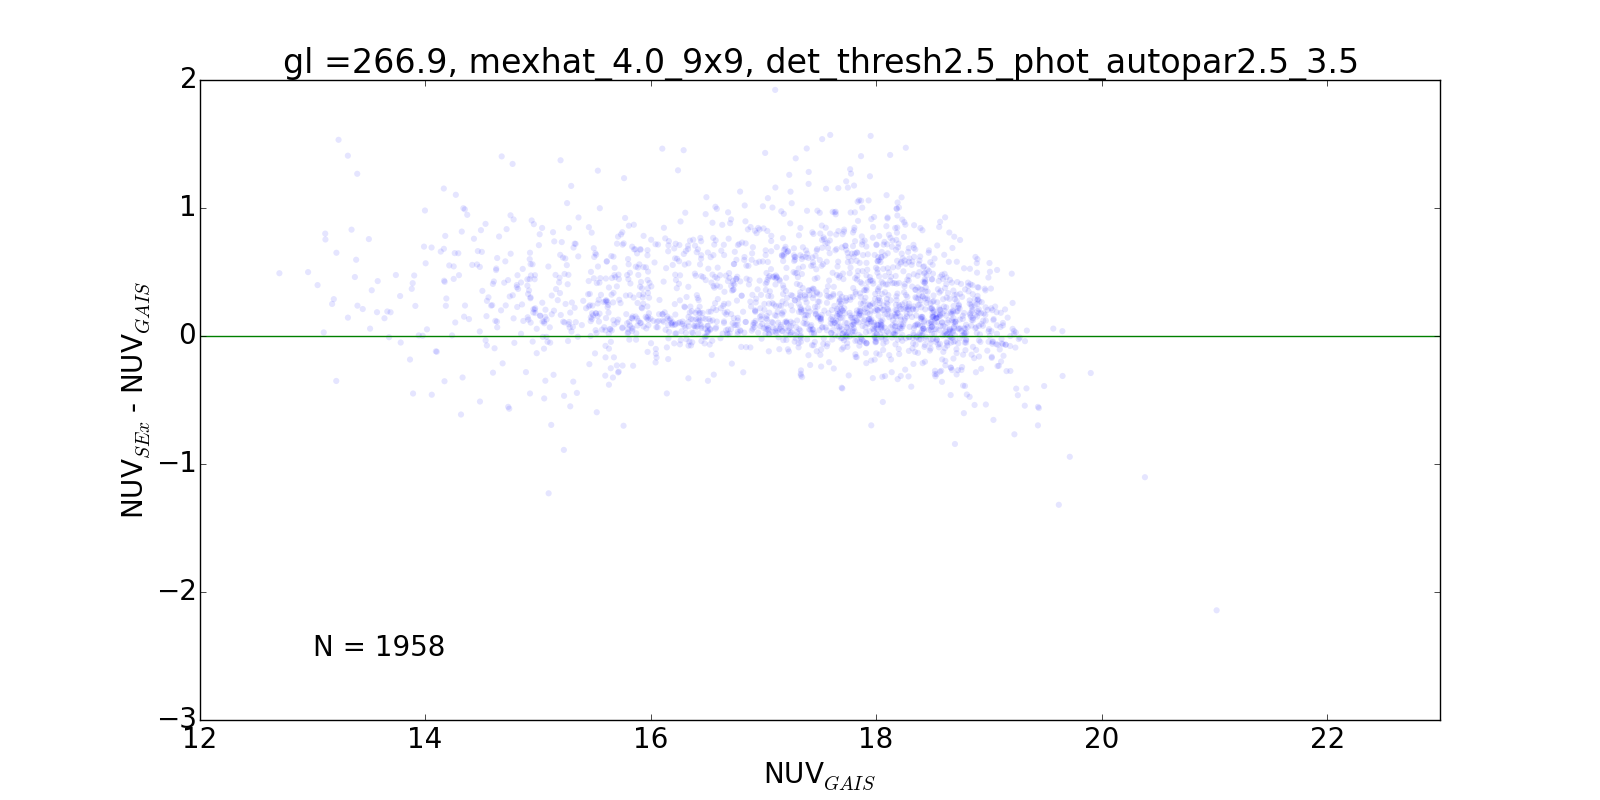 gl =266.9, mexhat_4.0_9x9, det_thresh2.5_phot_autopar2.5_3.5
2
1
0
−1
−2
−3
NUV_SEx - NUV_GAIS
N = 1958
12 14 16 18 20 22
NUV_GAIS